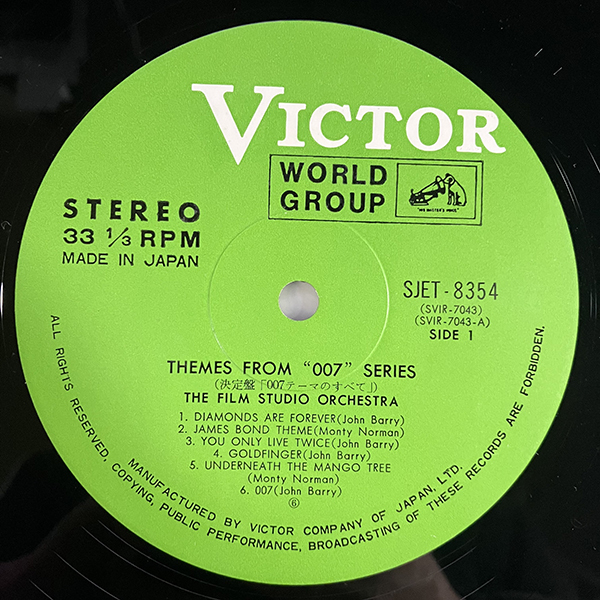 VICTOR
WORLD
GROUP
"HIS MASTER'S VOICE"
STEREO
33 1/3 RPM
MADE IN JAPAN
SJET-8354
(SVIR-7043)
(SVIR-7043-A)
SIDE 1
THEMES FROM "007" SERIES
(決定盤「007テーマのすべて」)
THE FILM STUDIO ORCHESTRA
1. DIAMONDS ARE FOREVER(John Barry)
2. JAMES BOND THEME(Monty Norman)
3. YOU ONLY LIVE TWICE(John Barry)
4. GOLDFINGER(John Barry)
5. UNDERNEATH THE MANGO TREE
(Monty Norman)
6. 007(John Barry)
⑥
MANUFACTURED BY VICTOR COMPANY OF JAPAN, LTD.
ALL RIGHTS RESERVED, COPYING, PUBLIC PERFORMANCE, BROADCASTING OF THESE RECORDS ARE FORBIDDEN.